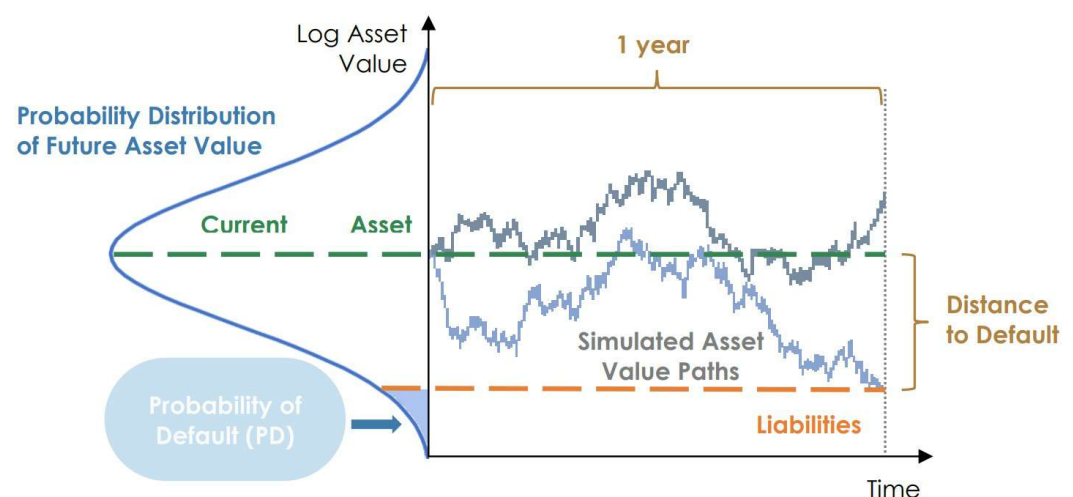 Log Asset
Value
1 year
Probability Distribution
of Future Asset Value
Current Asset
Distance
to Default
Simulated Asset
Value Paths
Probability of
Default (PD)
Liabilities
Time